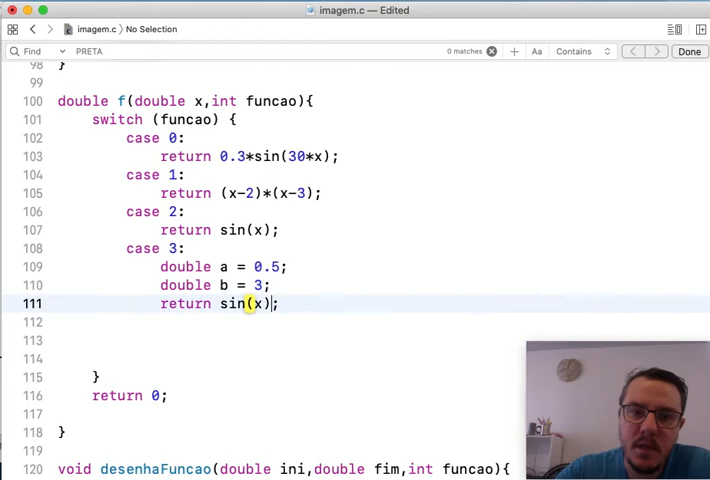 imagem.c — Edited
imagem.c 〉 No Selection
Find PRETA 0 matches Aa Contains Done
98 }
99
100 double f(double x,int funcao){
101 switch (funcao) {
102 case 0:
103 return 0.3*sin(30*x);
104 case 1:
105 return (x-2)*(x-3);
106 case 2:
107 return sin(x);
108 case 3:
109 double a = 0.5;
110 double b = 3;
111 return sin(x);
112
113
114
115 }
116 return 0;
117
118 }
119
120 void desenhaFuncao(double ini,double fim,int funcao){